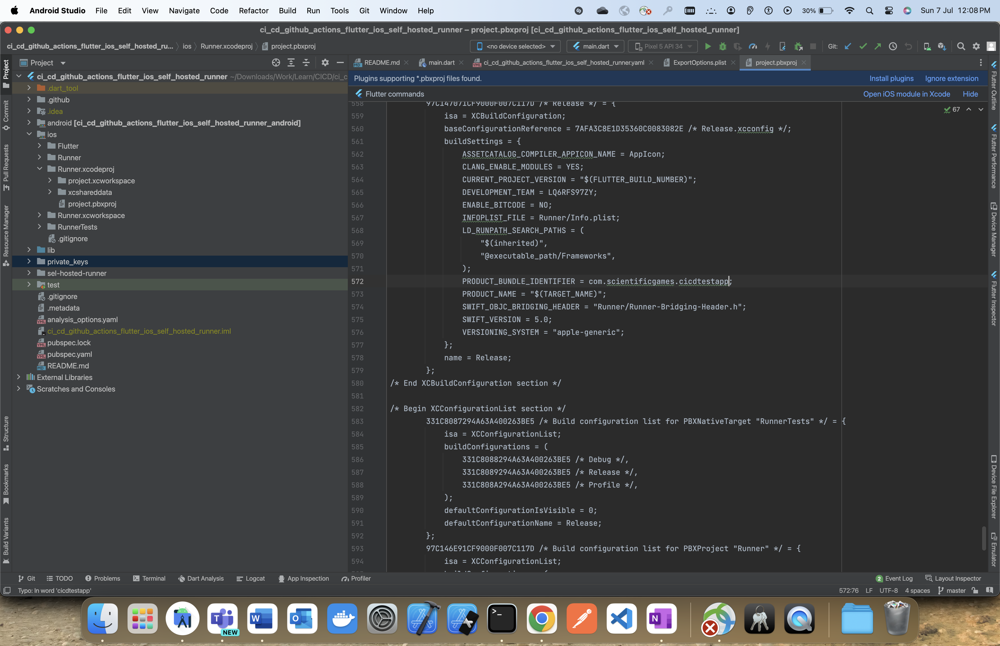 Android Studio File Edit View Navigate Code Refactor Build Run Tools Git Window Help 30% Sun 7 Jul 12:08 PM
ci_cd_github_actions_flutter_ios_self_hosted_runner – project.pbxproj [ci_cd_github_actions_flutter_ios_self_hosted_runner]
ci_cd_github_actions_flutter_ios_self_hosted_ru... ios Runner.xcodeproj project.pbxproj <no device selected> main.dart Pixel 5 API 34 Git:
Project
README.md main.dart ci_cd_github_actions_flutter_ios_self_hosted_runner.yaml ExportOptions.plist project.pbxproj
Project
Commit
Pull Requests
Resource Manager
Structure
Bookmarks
Build Variants
ci_cd_github_actions_flutter_ios_self_hosted_runner ~/Downloads/Work/Learn/CICD/ci_c
.dart_tool
.github
.idea
android [ci_cd_github_actions_flutter_ios_self_hosted_runner_android]
ios
Flutter
Runner
Runner.xcodeproj
project.xcworkspace
xcshareddata
project.pbxproj
Runner.xcworkspace
RunnerTests
.gitignore
lib
private_keys
sel-hosted-runner
test
.gitignore
.metadata
analysis_options.yaml
ci_cd_github_actions_flutter_ios_self_hosted_runner.iml
pubspec.lock
pubspec.yaml
README.md
External Libraries
Scratches and Consoles
Plugins supporting *.pbxproj files found. Install plugins Ignore extension
Flutter commands Open iOS module in Xcode Hide
67
558 97C147071CF9000F007C117D /* Release */ = {
559 isa = XCBuildConfiguration;
560 baseConfigurationReference = 7AFA3C8E1D35360C0083082E /* Release.xcconfig */;
561 buildSettings = {
562 ASSETCATALOG_COMPILER_APPICON_NAME = AppIcon;
563 CLANG_ENABLE_MODULES = YES;
564 CURRENT_PROJECT_VERSION = "$(FLUTTER_BUILD_NUMBER)";
565 DEVELOPMENT_TEAM = LQ6RFS97ZY;
566 ENABLE_BITCODE = NO;
567 INFOPLIST_FILE = Runner/Info.plist;
568 LD_RUNPATH_SEARCH_PATHS = (
569 "$(inherited)",
570 "@executable_path/Frameworks",
571 );
572 PRODUCT_BUNDLE_IDENTIFIER = com.scientificgames.cicdtestapp;
573 PRODUCT_NAME = "$(TARGET_NAME)";
574 SWIFT_OBJC_BRIDGING_HEADER = "Runner/Runner-Bridging-Header.h";
575 SWIFT_VERSION = 5.0;
576 VERSIONING_SYSTEM = "apple-generic";
577 };
578 name = Release;
579 };
580 /* End XCBuildConfiguration section */
581
582 /* Begin XCConfigurationList section */
583 331C8087294A63A400263BE5 /* Build configuration list for PBXNativeTarget "RunnerTests" */ = {
584 isa = XCConfigurationList;
585 buildConfigurations = (
586 331C8088294A63A400263BE5 /* Debug */,
587 331C8089294A63A400263BE5 /* Release */,
588 331C808A294A63A400263BE5 /* Profile */,
589 );
590 defaultConfigurationIsVisible = 0;
591 defaultConfigurationName = Release;
592 };
593 97C146E91CF9000F007C117D /* Build configuration list for PBXProject "Runner" */ = {
594 isa = XCConfigurationList;
Flutter Outline
Flutter Performance
Device Manager
Flutter Inspector
Device File Explorer
Emulator
Git TODO Problems Terminal Dart Analysis Logcat App Inspection Profiler 2 Event Log Layout Inspector
Typo: In word 'cicdtestapp' 572:76 LF UTF-8 4 spaces master
NEW